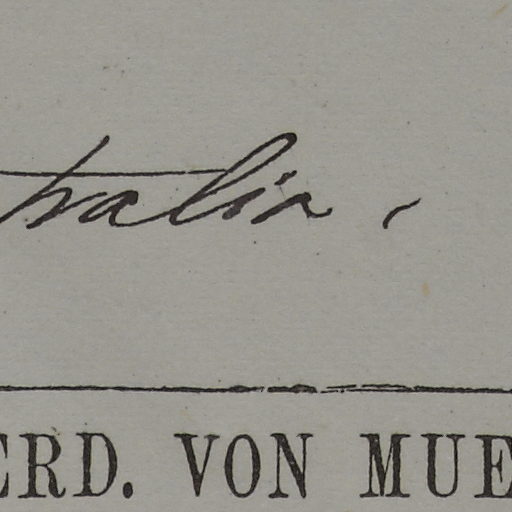 tralia,
ERD. VON MUE